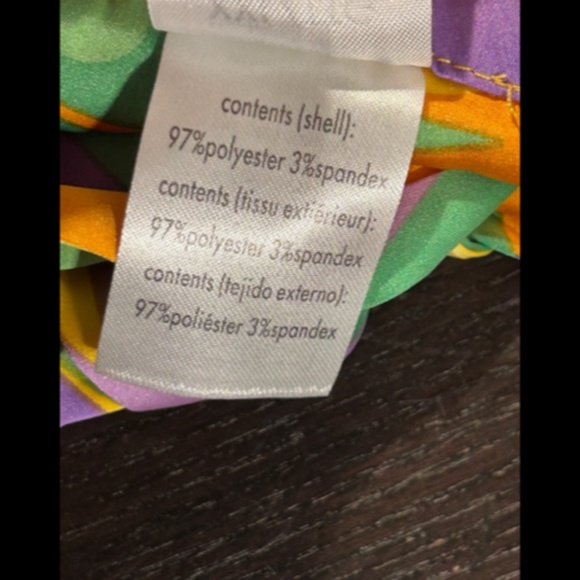 contents (shell):
97%polyester 3%spandex
contents (tissu extiérieur):
97%polyester 3%spandex
contents (tejido externo):
97%poliéster 3%spandex